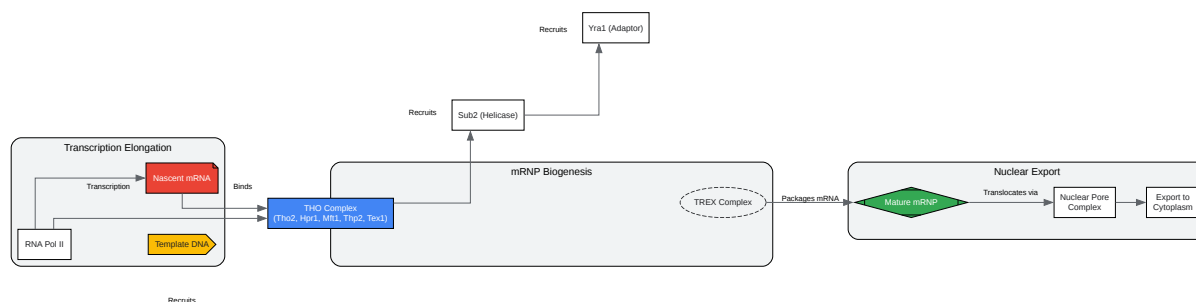 Yra1 (Adaptor)
Recruits
Sub2 (Helicase)
Recruits
Transcription Elongation
Nascent mRNA
Transcription
Binds
RNA Pol II
Template DNA
Recruits
THO Complex
(Tho2, Hpr1, Mft1, Thp2, Tex1)
mRNP Biogenesis
TREX Complex
Packages mRNA
Nuclear Export
Mature mRNP
Translocates via
Nuclear Pore
Complex
Export to
Cytoplasm